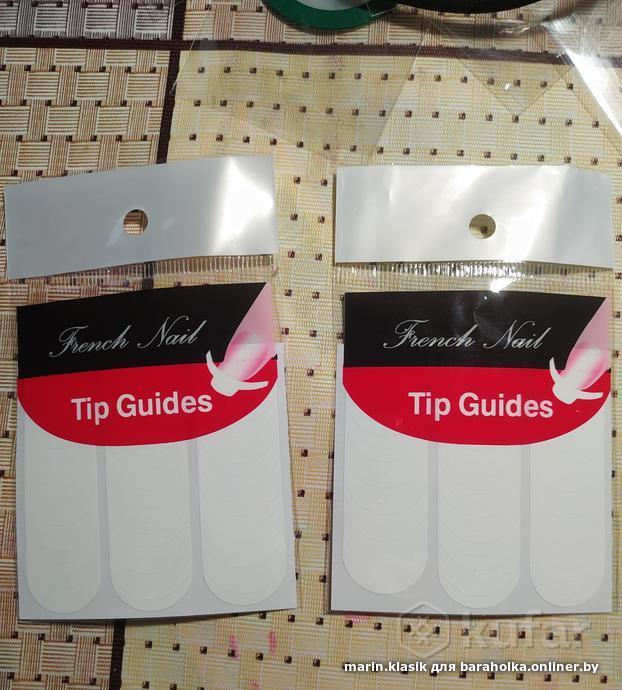 French Nail
Tip Guides
French Nail
Tip Guides
kufar
marin.klasik для baraholka.onliner.by